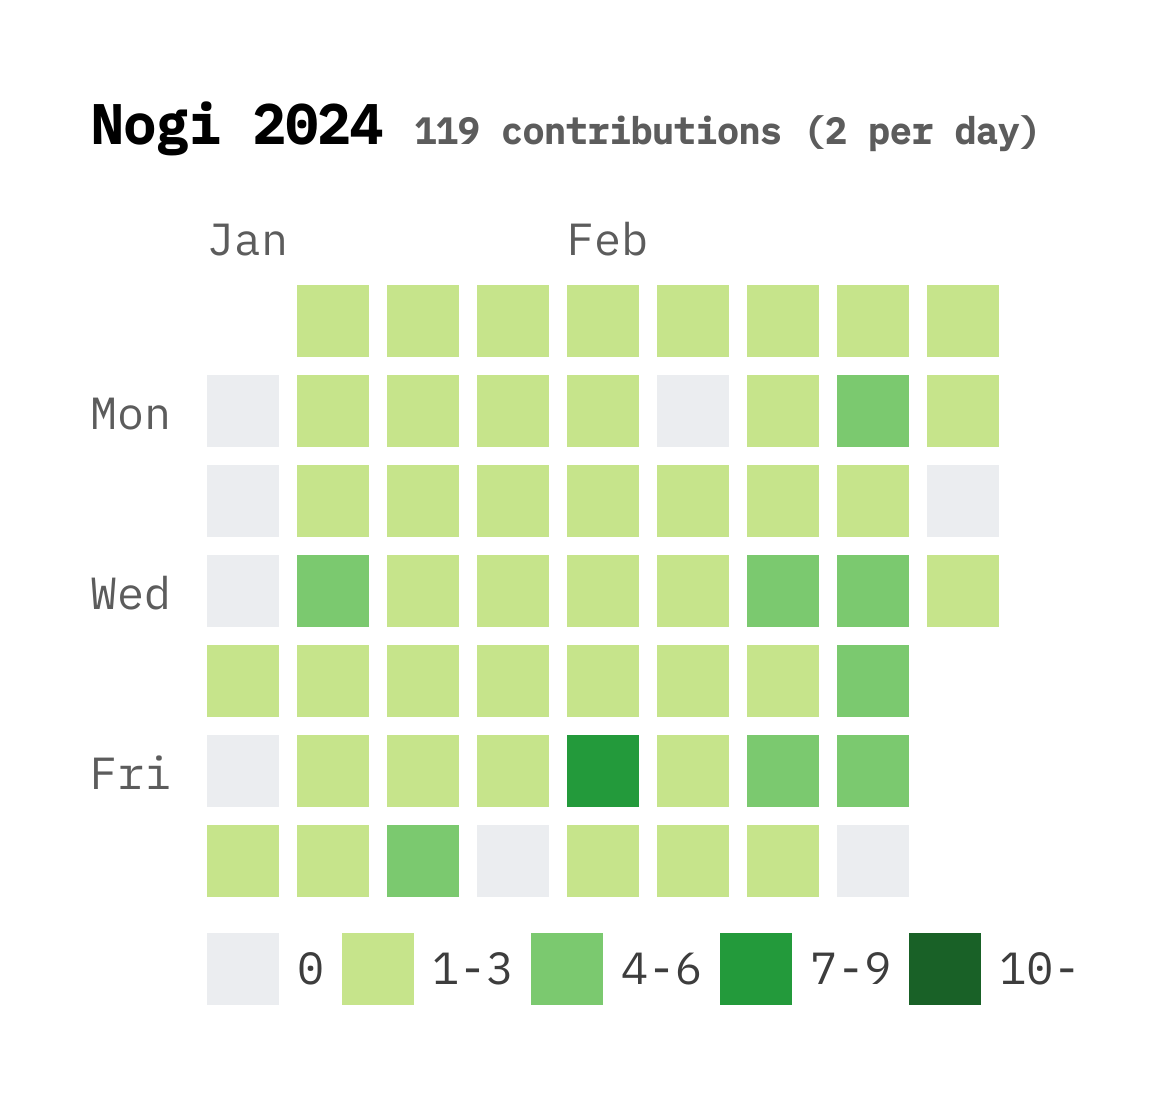 Nogi 2024 119 contributions (2 per day)
Jan Feb
Mon
Wed
Fri
0 1-3 4-6 7-9 10-